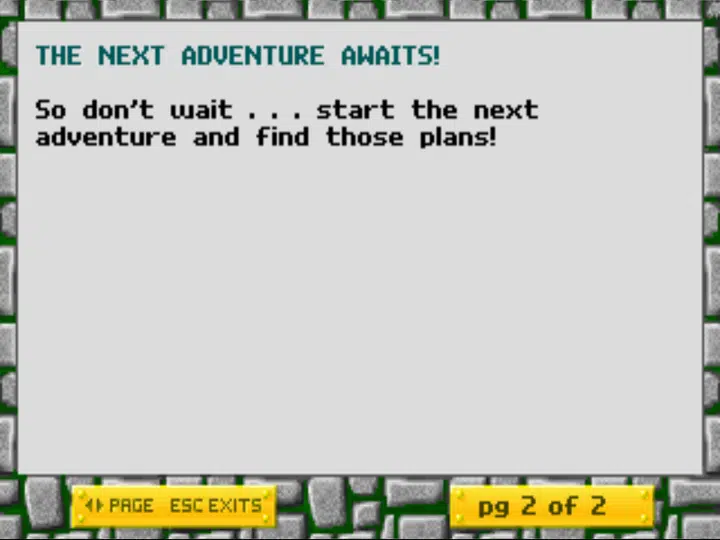 THE NEXT ADVENTURE AWAITS!
So don't wait . . . start the next
adventure and find those plans!
PAGE ESC EXITS
pg 2 of 2